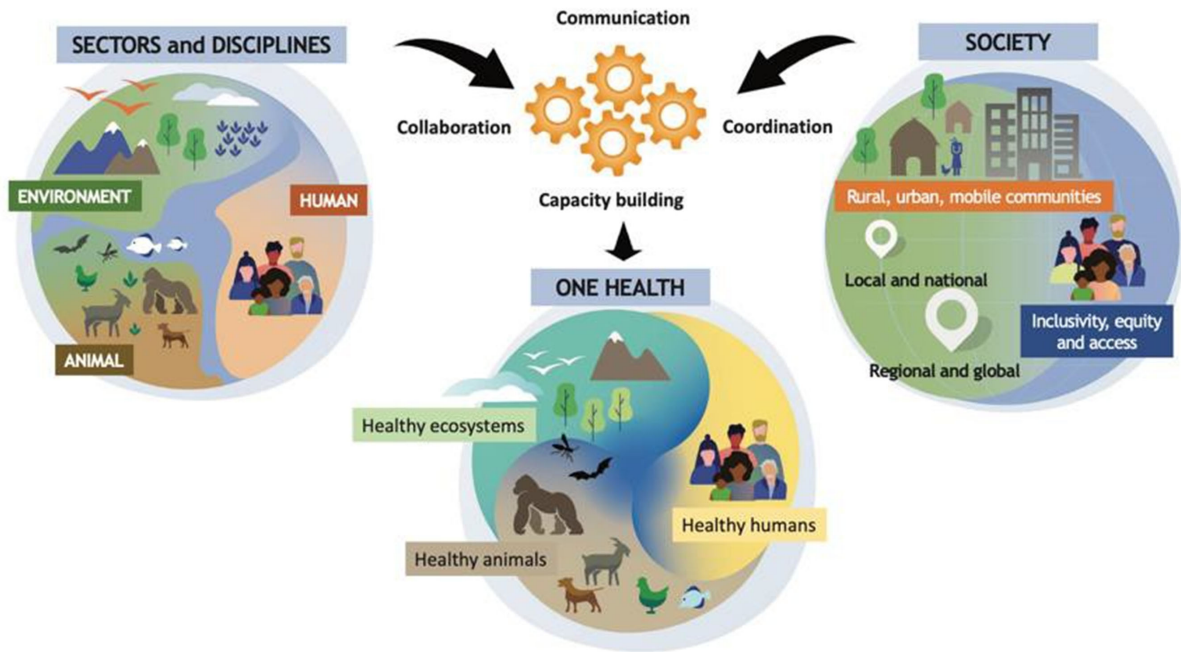 SECTORS and DISCIPLINES
Communication
SOCIETY
Collaboration
Coordination
ENVIRONMENT
HUMAN
Rural, urban, mobile communities
Capacity building
Local and national
ONE HEALTH
Inclusivity, equity
and access
ANIMAL
Regional and global
Healthy ecosystems
Healthy humans
Healthy animals